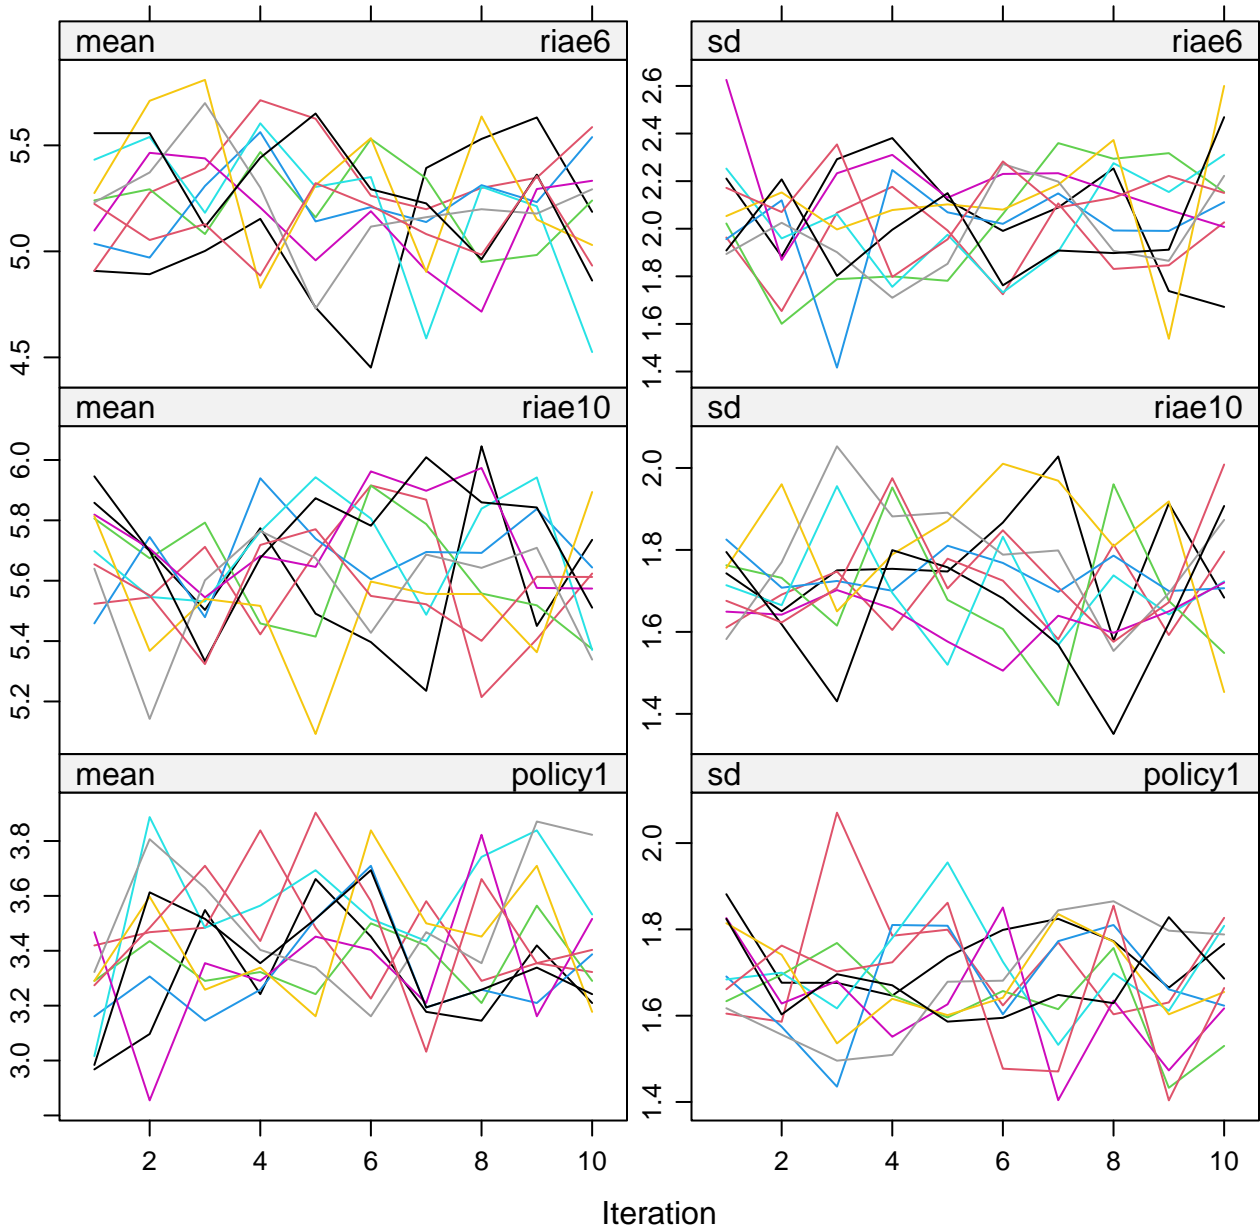 mean riae6 sd riae6
4.5 5.0 5.5
1.4 1.6 1.8 2.0 2.2 2.4 2.6
mean riae10 sd riae10
5.2 5.4 5.6 5.8 6.0
1.4 1.6 1.8 2.0
mean policy1 sd policy1
3.0 3.2 3.4 3.6 3.8
1.4 1.6 1.8 2.0
2 4 6 8 10 2 4 6 8 10
Iteration